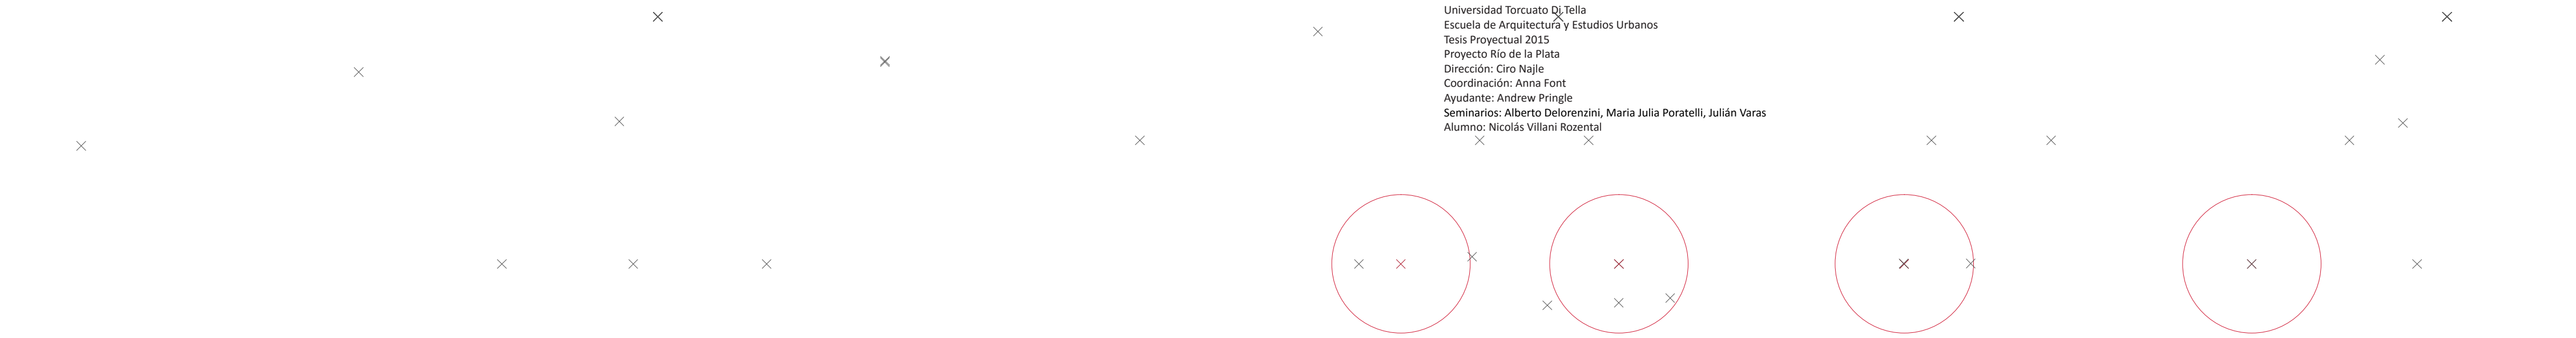 Universidad Torcuato Di Tella
Escuela de Arquitectura y Estudios Urbanos
Tesis Proyectual 2015
Proyecto Río de la Plata
Dirección: Ciro Najle
Coordinación: Anna Font
Ayudante: Andrew Pringle
Seminarios: Alberto Delorenzini, Maria Julia Poratelli, Julián Varas
Alumno: Nicolás Villani Rozental